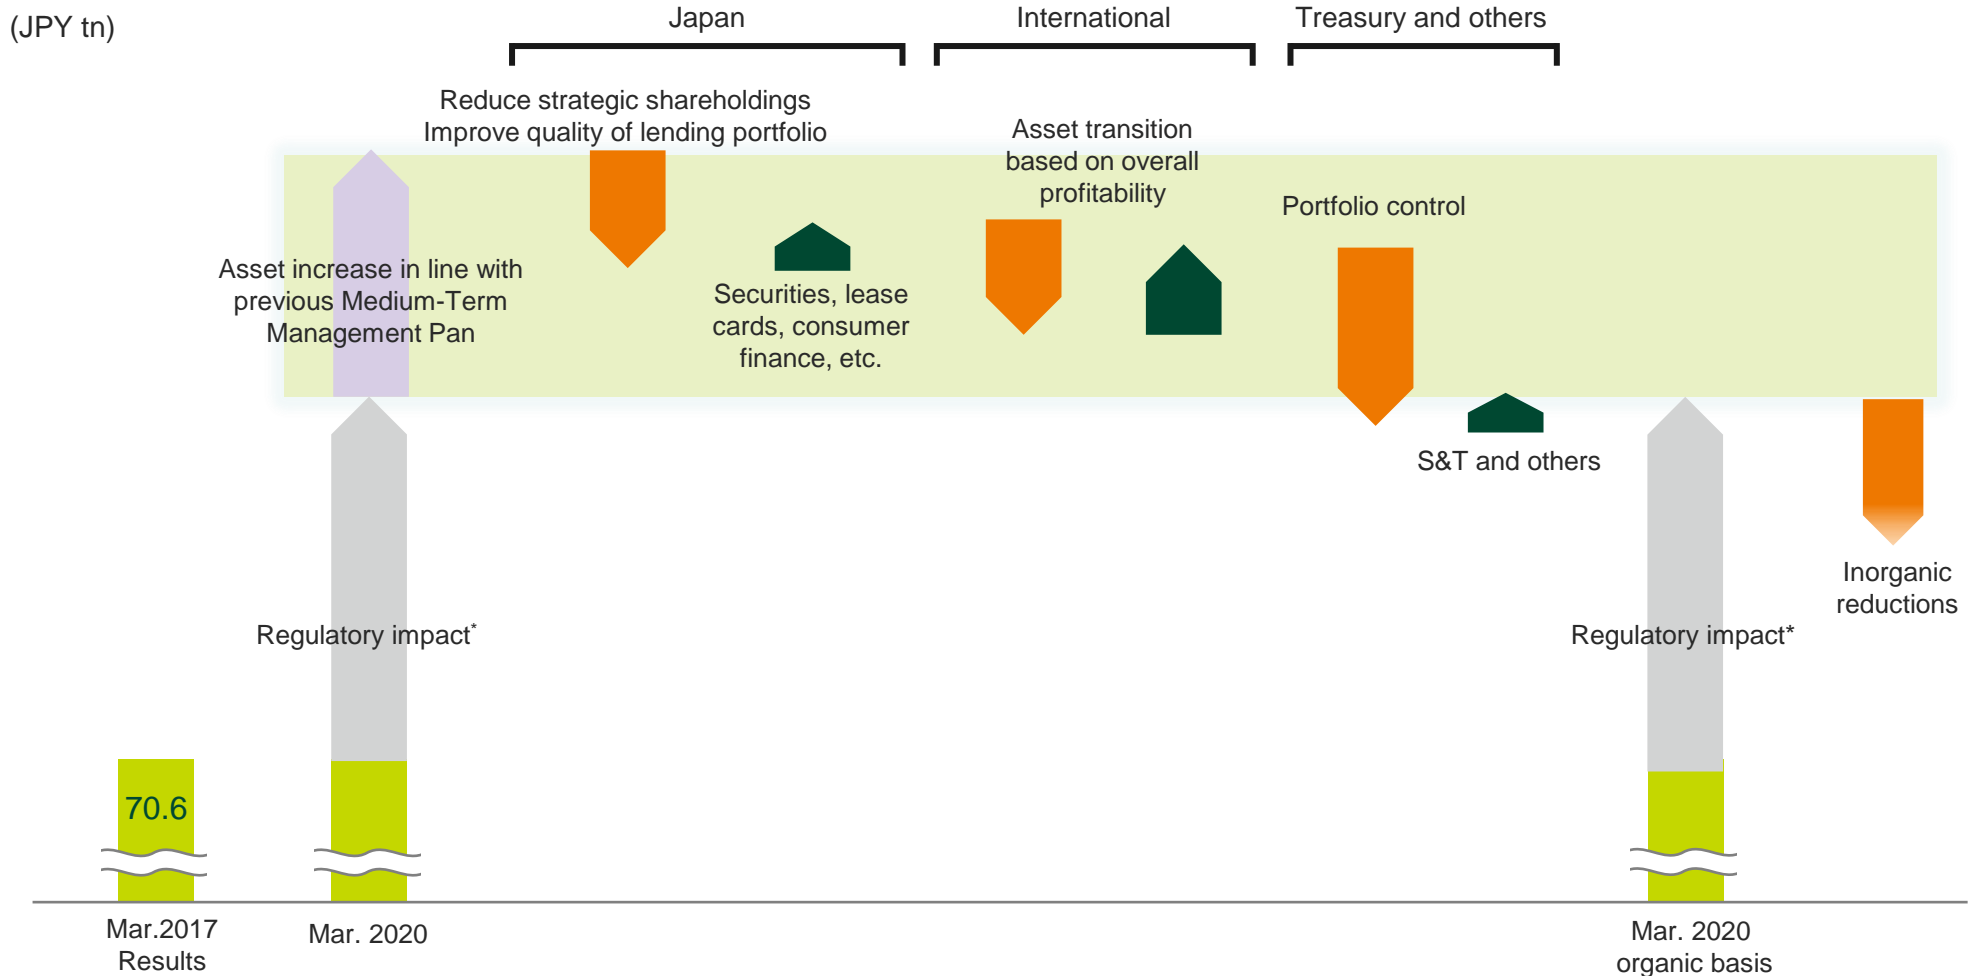 (JPY tn)
Japan
International
Treasury and others
Reduce strategic shareholdings
Improve quality of lending portfolio
Asset transition
based on overall
profitability
Portfolio control
Asset increase in line with
previous Medium-Term
Management Pan
Securities, lease
cards, consumer
finance, etc.
S&T and others
Inorganic
reductions
Regulatory impact*
Regulatory impact*
70.6
Mar.2017
Results
Mar. 2020
Mar. 2020
organic basis